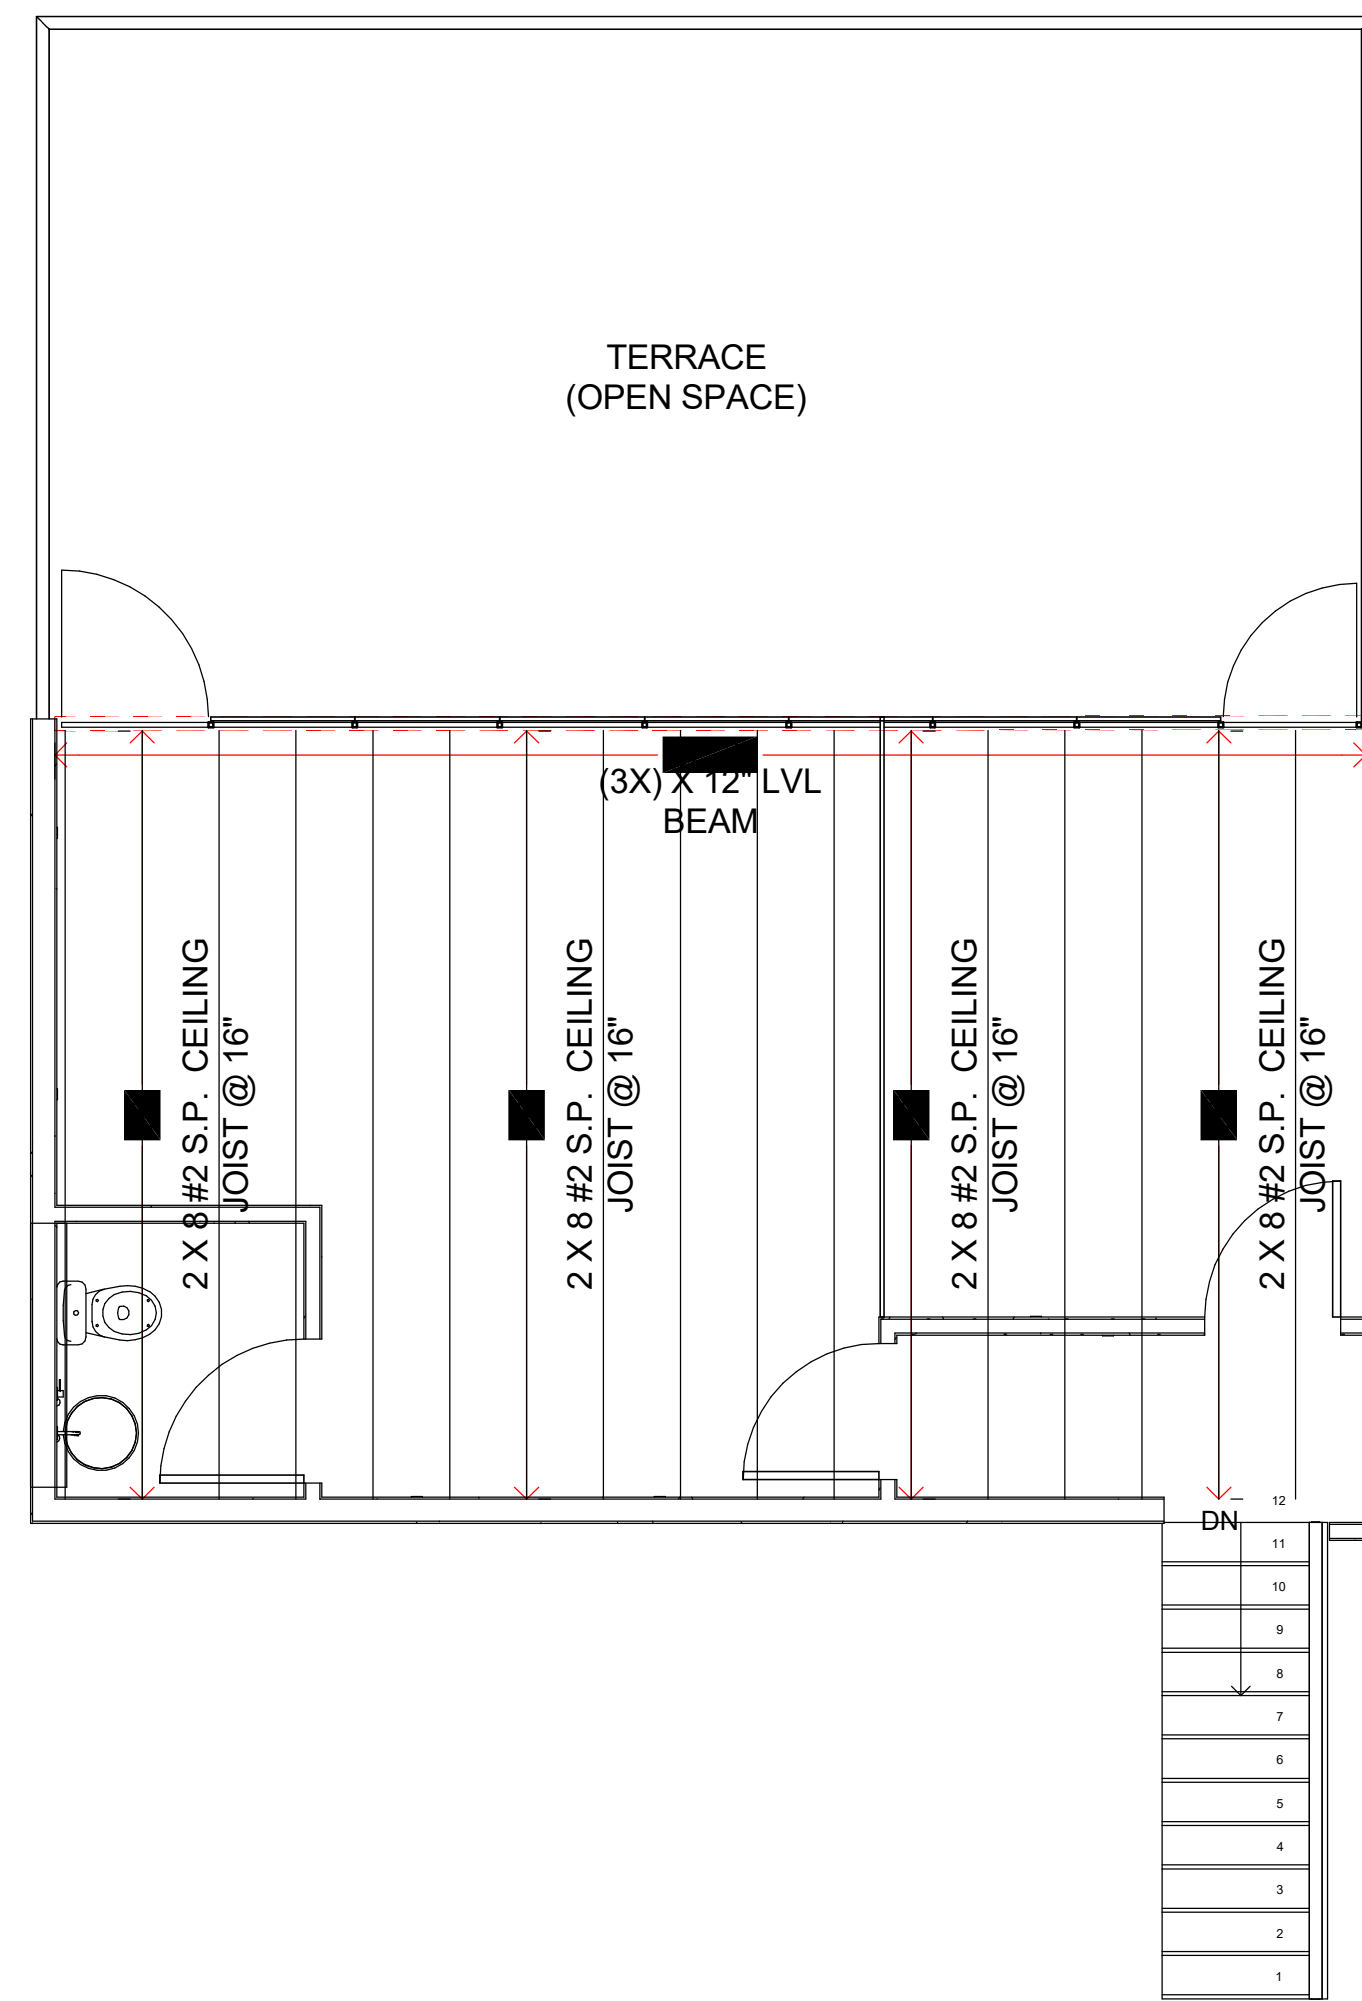 TERRACE
(OPEN SPACE)
(3X) X 12" LVL
BEAM
2 X 8 #2 S.P. CEILING
JOIST @ 16"
2 X 8 #2 S.P. CEILING
JOIST @ 16"
2 X 8 #2 S.P. CEILING
JOIST @ 16"
2 X 8 #2 S.P. CEILING
JOIST @ 16"
12
DN
11
10
9
8
7
6
5
4
3
2
1